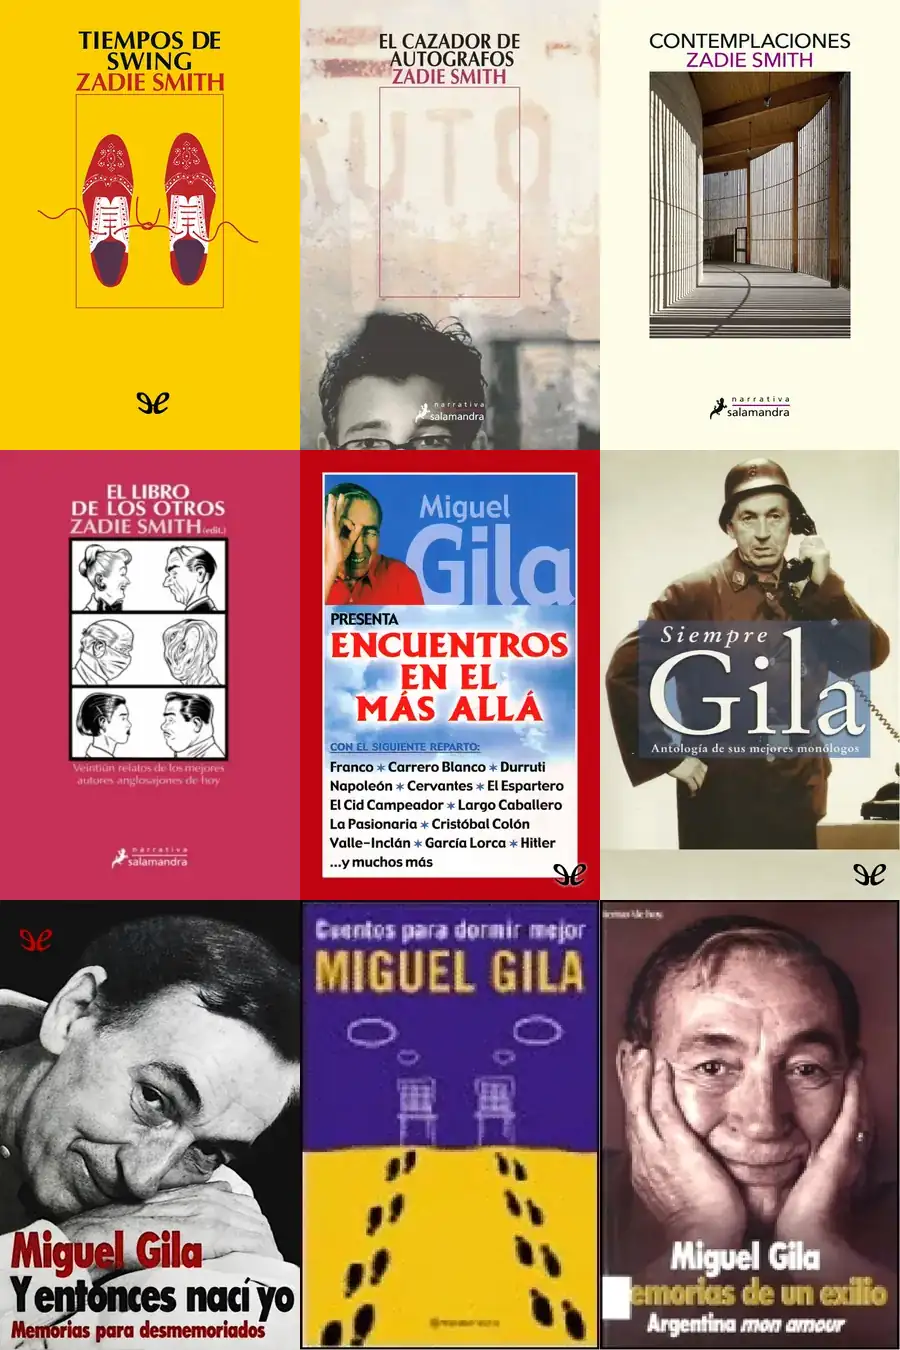 TIEMPOS DE
SWING
ZADIE SMITH
EL CAZADOR DE
AUTOGRAFOS
ZADIE SMITH
AUTO
narrativa
salamandra
CONTEMPLACIONES
ZADIE SMITH
narrativa
salamandra
EL LIBRO
DE LOS OTROS
ZADIE SMITH (edit.)
Veintiún relatos de los mejores
autores anglosajones de hoy
narrativa
salamandra
Miguel
Gila
PRESENTA
ENCUENTROS
EN EL
MÁS ALLÁ
CON EL SIGUIENTE REPARTO:
Franco * Carrero Blanco * Durruti
Napoleón * Cervantes * El Espartero
El Cid Campeador * Largo Caballero
La Pasionaria * Cristóbal Colón
Valle-Inclán * García Lorca * Hitler
...y muchos más
Siempre
Gila
Antología de sus mejores monólogos
Miguel Gila
Y entonces nací yo
Memorias para desmemoriados
Cuentos para dormir mejor
MIGUEL GILA
Miguel Gila
emorias de un exilio
Argentina mon amour